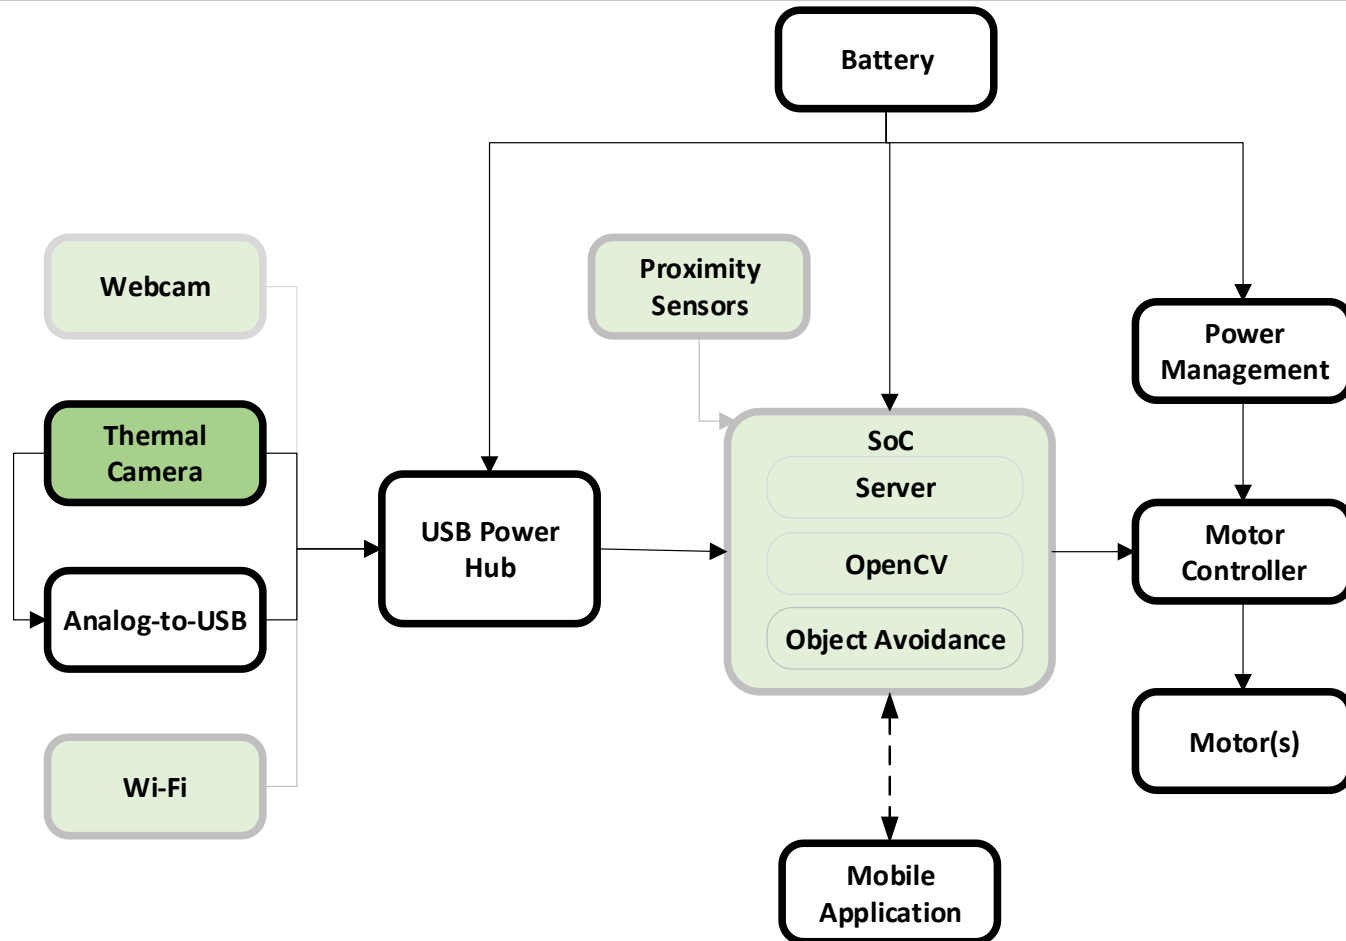 Battery
Webcam
Proximity
Sensors
Power
Management
Thermal
Camera
SoC
Server
USB Power
Hub
OpenCV
Motor
Controller
Analog-to-USB
Object Avoidance
Motor(s)
Wi-Fi
Mobile
Application